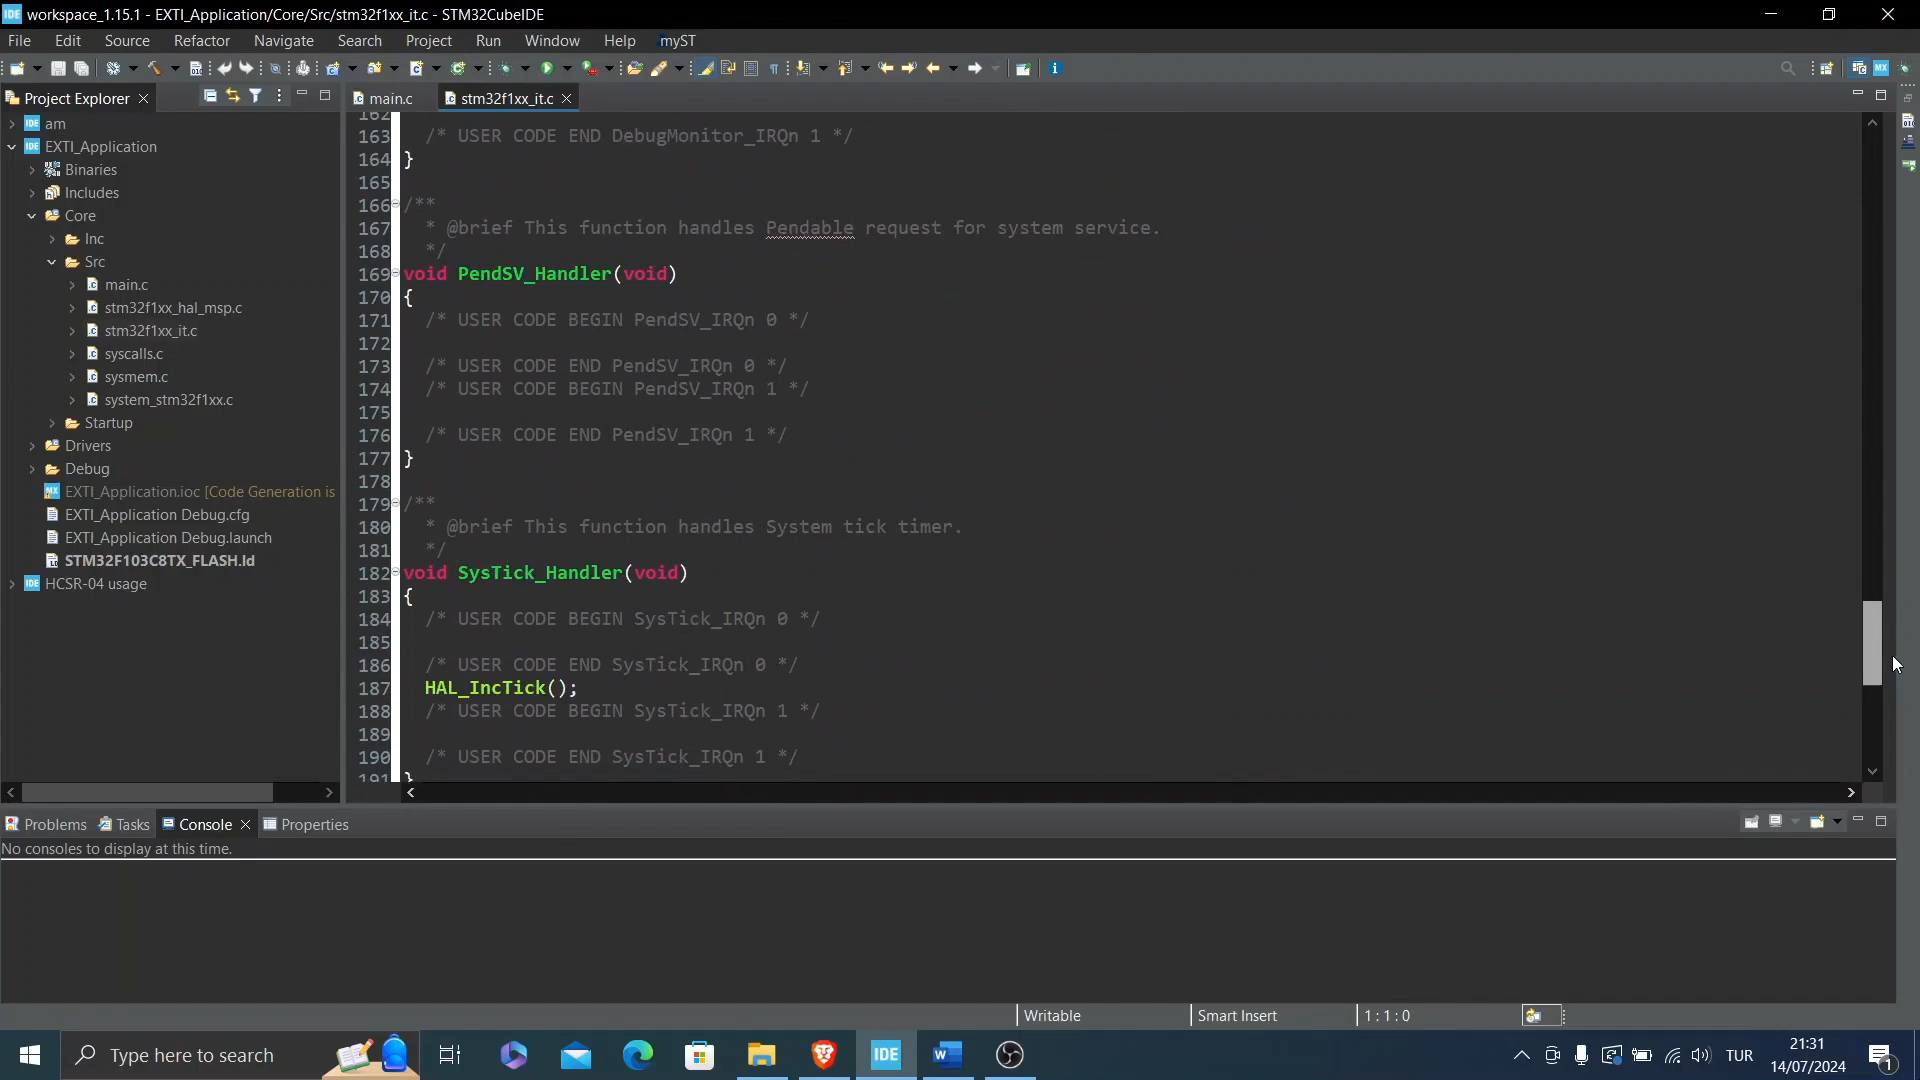 IDE workspace_1.15.1 - EXTI_Application/Core/Src/stm32f1xx_it.c - STM32CubeIDE
File Edit Source Refactor Navigate Search Project Run Window Help myST
Project Explorer
am
EXTI_Application
Binaries
Includes
Core
Inc
Src
main.c
stm32f1xx_hal_msp.c
stm32f1xx_it.c
syscalls.c
sysmem.c
system_stm32f1xx.c
Startup
Drivers
Debug
EXTI_Application.ioc [Code Generation is
EXTI_Application Debug.cfg
EXTI_Application Debug.launch
STM32F103C8TX_FLASH.ld
HCSR-04 usage
main.c stm32f1xx_it.c
162
163 /* USER CODE END DebugMonitor_IRQn 1 */
164 }
165
166 /**
167 * @brief This function handles Pendable request for system service.
168 */
169 void PendSV_Handler(void)
170 {
171 /* USER CODE BEGIN PendSV_IRQn 0 */
172
173 /* USER CODE END PendSV_IRQn 0 */
174 /* USER CODE BEGIN PendSV_IRQn 1 */
175
176 /* USER CODE END PendSV_IRQn 1 */
177 }
178
179 /**
180 * @brief This function handles System tick timer.
181 */
182 void SysTick_Handler(void)
183 {
184 /* USER CODE BEGIN SysTick_IRQn 0 */
185
186 /* USER CODE END SysTick_IRQn 0 */
187 HAL_IncTick();
188 /* USER CODE BEGIN SysTick_IRQn 1 */
189
190 /* USER CODE END SysTick_IRQn 1 */
191 }
Problems Tasks Console Properties
No consoles to display at this time.
Writable Smart Insert 1 : 1 : 0
Type here to search
IDE
TUR
21:31
14/07/2024
1